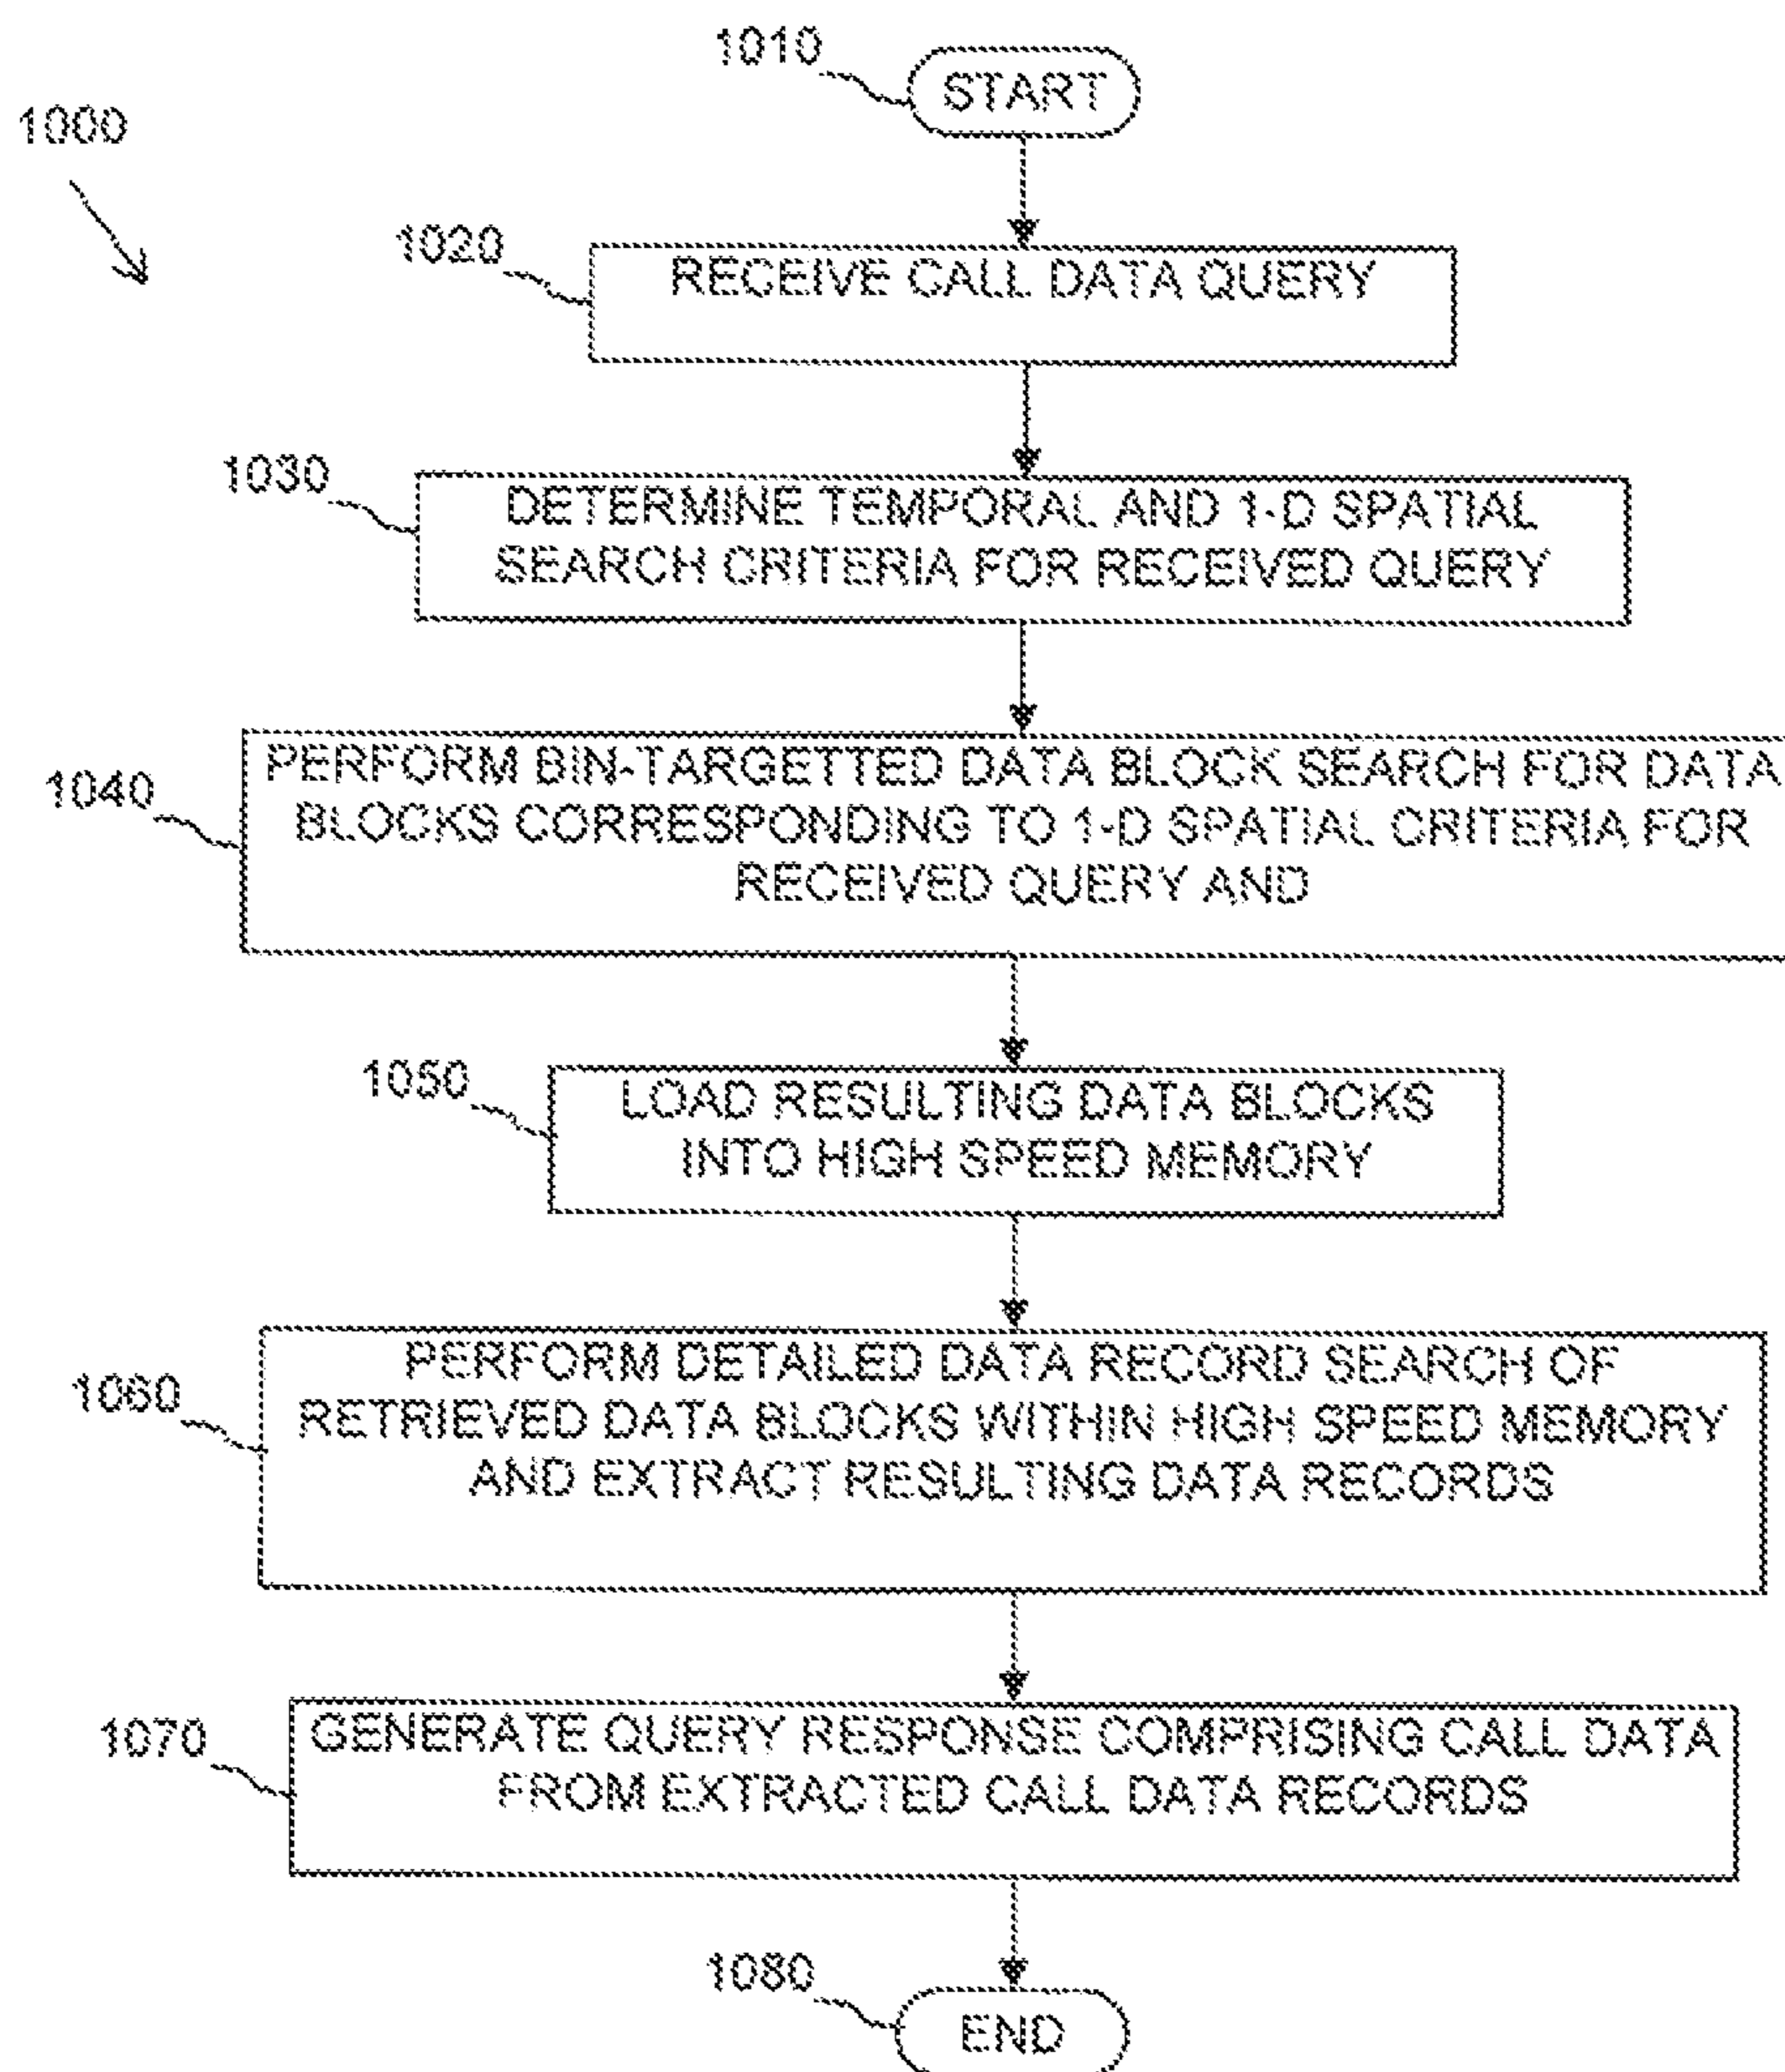 1010
START
1000
1020
RECEIVE CALL DATA QUERY
1030
DETERMINE TEMPORAL AND 1-D SPATIAL
SEARCH CRITERIA FOR RECEIVED QUERY
1040
PERFORM BIN-TARGETTED DATA BLOCK SEARCH FOR DATA
BLOCKS CORRESPONDING TO 1-D SPATIAL CRITERIA FOR
RECEIVED QUERY AND
1050
LOAD RESULTING DATA BLOCKS
INTO HIGH SPEED MEMORY
1060
PERFORM DETAILED DATA RECORD SEARCH OF
RETRIEVED DATA BLOCKS WITHIN HIGH SPEED MEMORY
AND EXTRACT RESULTING DATA RECORDS
1070
GENERATE QUERY RESPONSE COMPRISING CALL DATA
FROM EXTRACTED CALL DATA RECORDS
1080
END